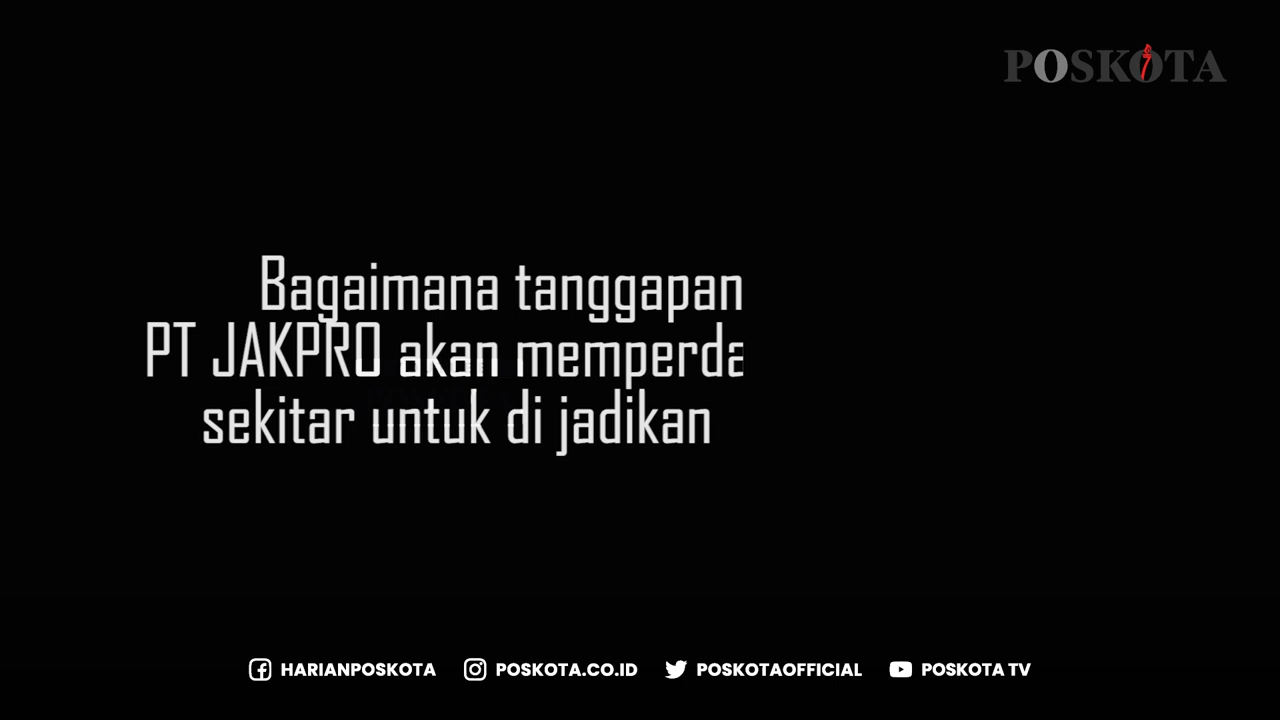 POSKOTA
Bagaimana tanggapan
PT JAKPRO akan memperda
sekitar untuk di jadikan
HARIANPOSKOTA POSKOTA.CO.ID POSKOTAOFFICIAL POSKOTA TV